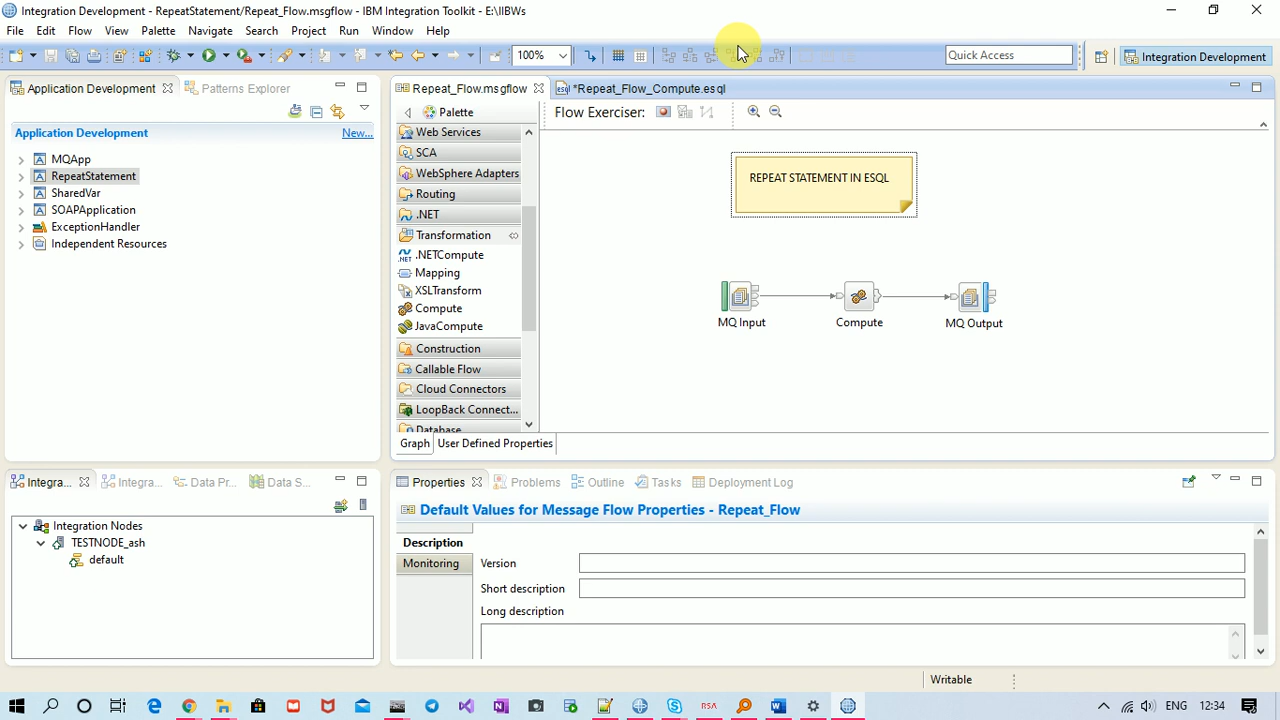 Integration Development - RepeatStatement/Repeat_Flow.msgflow - IBM Integration Toolkit - E:\IIBWs
File Edit Flow View Palette Navigate Search Project Run Window Help
100%
Quick Access
Integration Development
Application Development
Patterns Explorer
Application Development
New...
MQApp
RepeatStatement
SharedVar
SOAPApplication
ExceptionHandler
Independent Resources
Repeat_Flow.msgflow
*Repeat_Flow_Compute.esql
Palette
Flow Exerciser:
Web Services
SCA
WebSphere Adapters
Routing
.NET
Transformation
.NETCompute
Mapping
XSLTransform
Compute
JavaCompute
Construction
Callable Flow
Cloud Connectors
LoopBack Connect...
Database
REPEAT STATEMENT IN ESQL
MQ Input
Compute
MQ Output
Graph
User Defined Properties
Integra...
Integra...
Data Pr...
Data S...
Integration Nodes
TESTNODE_ash
default
Properties
Problems
Outline
Tasks
Deployment Log
Default Values for Message Flow Properties - Repeat_Flow
Description
Monitoring
Version
Short description
Long description
Writable
ENG
12:34